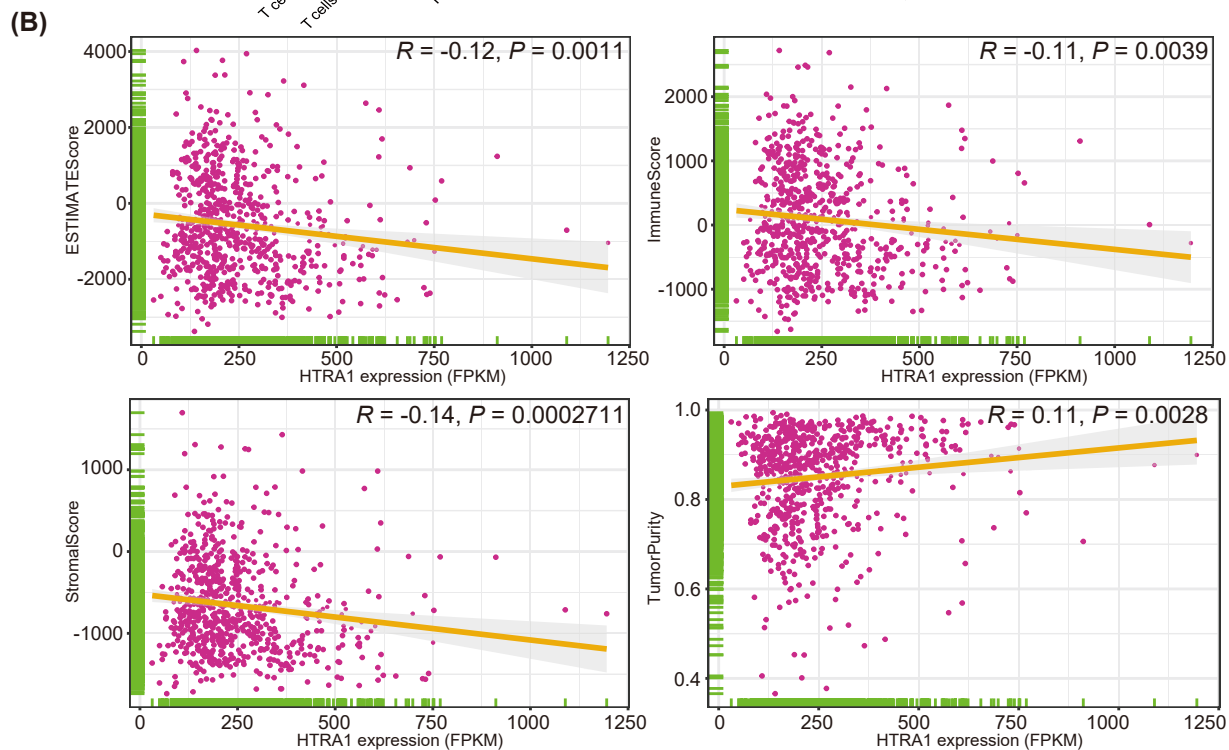 T cells
(B)
R = -0.12, P = 0.0011
ESTIMATEScore
4000
2000
0
-2000
0 250 500 750 1000 1250
HTRA1 expression (FPKM)
R = -0.11, P = 0.0039
ImmuneScore
2000
1000
0
-1000
0 250 500 750 1000 1250
HTRA1 expression (FPKM)
R = -0.14, P = 0.0002711
StromalScore
1000
0
-1000
0 250 500 750 1000 1250
HTRA1 expression (FPKM)
R = 0.11, P = 0.0028
TumorPurity
1.0
0.8
0.6
0.4
0 250 500 750 1000 1250
HTRA1 expression (FPKM)